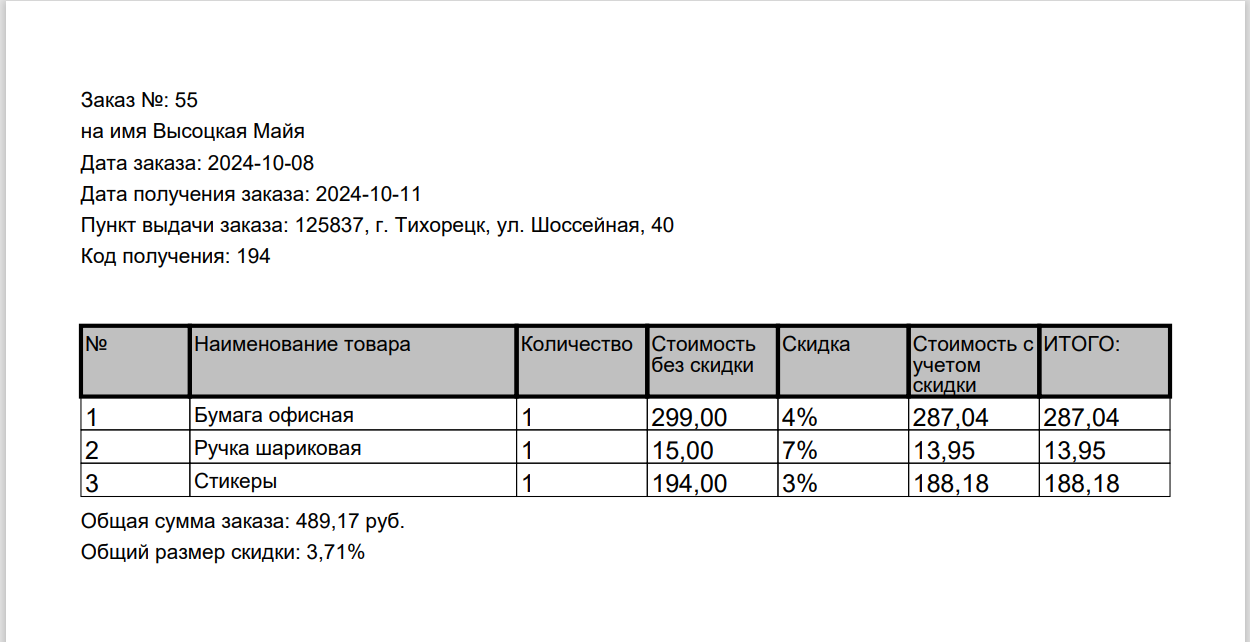 Заказ №: 55
на имя Высоцкая Майя
Дата заказа: 2024-10-08
Дата получения заказа: 2024-10-11
Пункт выдачи заказа: 125837, г. Тихорецк, ул. Шоссейная, 40
Код получения: 194
№ Наименование товара Количество Стоимость без скидки Скидка Стоимость с учетом скидки ИТОГО:
1 Бумага офисная 1 299,00 4% 287,04 287,04
2 Ручка шариковая 1 15,00 7% 13,95 13,95
3 Стикеры 1 194,00 3% 188,18 188,18
Общая сумма заказа: 489,17 руб.
Общий размер скидки: 3,71%